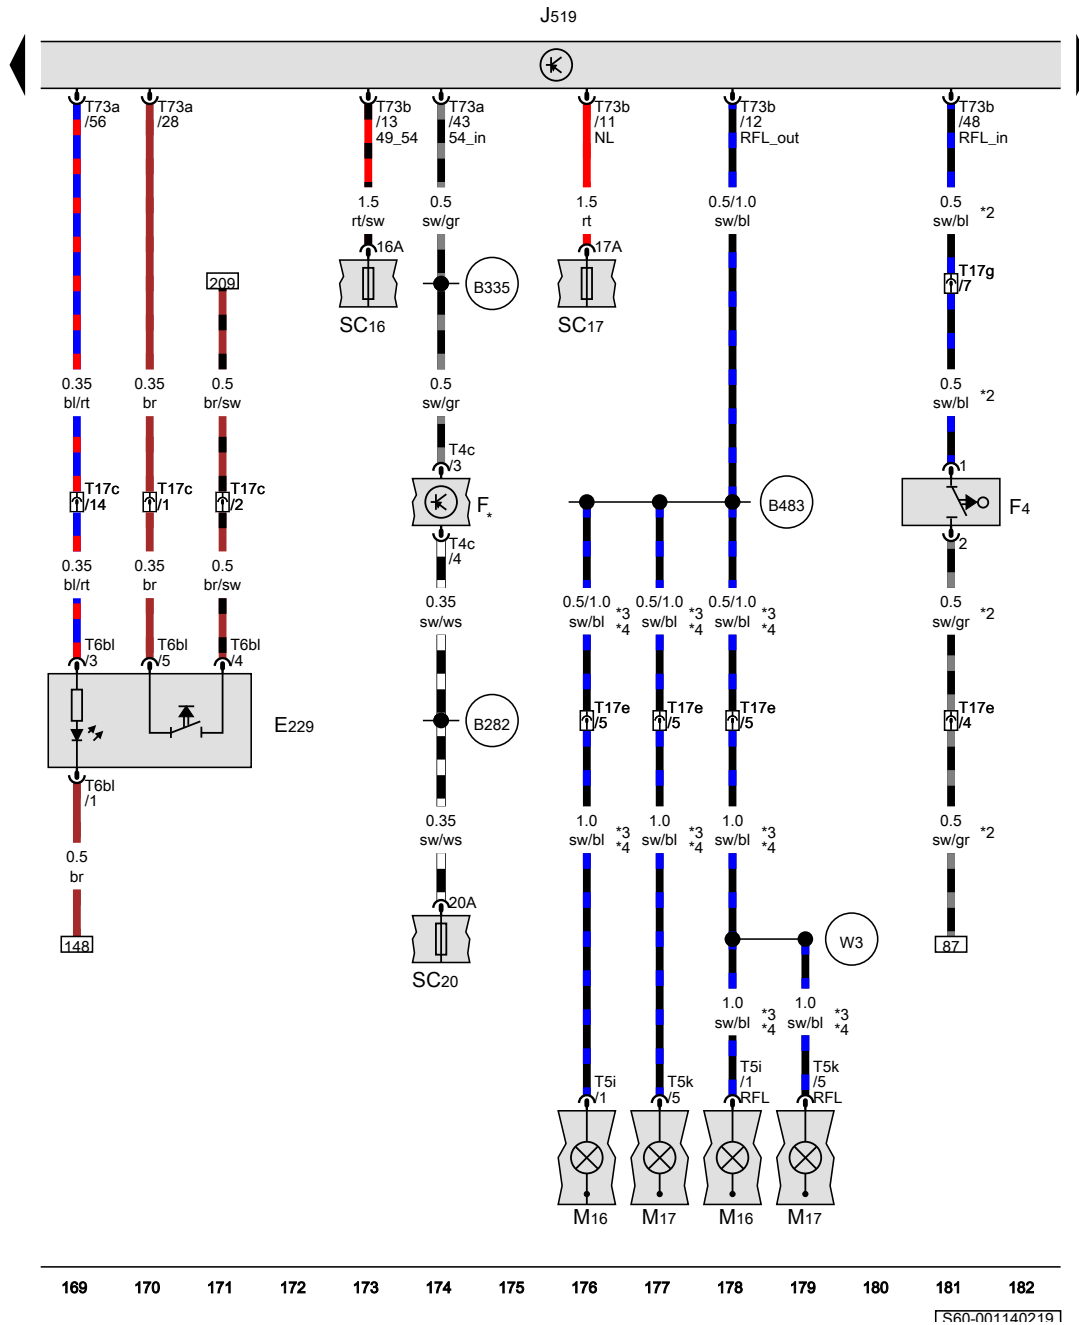 J519
T73a /56
T73a /28
T73b /13 49_54
T73a /43 54_in
T73b /11 NL
T73b /12 RFL_out
T73b /48 RFL_in
1.5 rt/sw
0.5 sw/gr
1.5 rt
0.5/1.0 sw/bl
0.5 sw/bl *2
16A
17A
209
B335
T17g /7
SC16
SC17
0.35 bl/rt
0.35 br
0.5 br/sw
0.5 sw/gr
0.5 sw/bl *2
T4c /3
1
T17c /14
T17c /1
T17c /2
F*
B483
F4
T4c /4
2
0.35 bl/rt
0.35 br
0.5 br/sw
0.35 sw/ws
0.5/1.0 sw/bl *3 *4
0.5/1.0 sw/bl *3 *4
0.5/1.0 sw/bl *3 *4
0.5 sw/gr *2
T6bl /3
T6bl /5
T6bl /4
E229
B282
T17e /5
T17e /5
T17e /5
T17e /4
T6bl /1
0.35 sw/ws
1.0 sw/bl *3 *4
1.0 sw/bl *3 *4
1.0 sw/bl *3 *4
0.5 sw/gr *2
0.5 br
20A
148
W3
87
SC20
1.0 sw/bl *3 *4
1.0 sw/bl *3 *4
T5i /1
T5k /5
T5i /1 RFL
T5k /5 RFL
M16
M17
M16
M17
169 170 171 172 173 174 175 176 177 178 179 180 181 182
S60-001140219